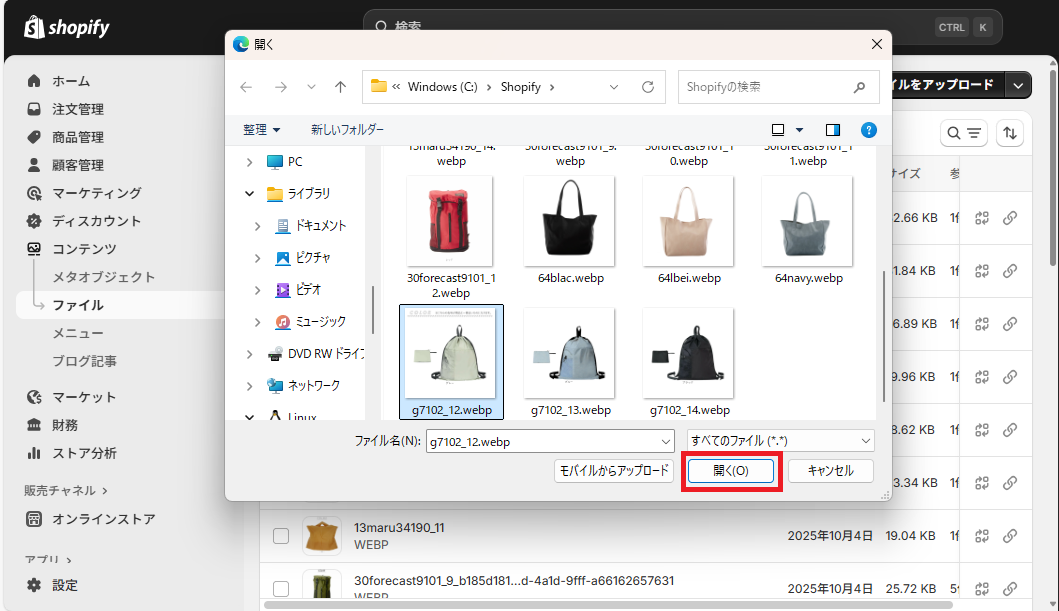 shopify
検索
CTRL K
ホーム
注文管理
商品管理
顧客管理
マーケティング
ディスカウント
コンテンツ
メタオブジェクト
ファイル
メニュー
ブログ記事
マーケット
財務
ストア分析
販売チャネル
オンラインストア
アプリ
設定
開く
« Windows (C:) › Shopify ›
Shopifyの検索
整理
新しいフォルダー
PC
ライブラリ
ドキュメント
ピクチャ
ビデオ
ミュージック
DVD RW ドライブ
ネットワーク
Linux
13maru34190_14.
webp
30forecast9101_9.
webp
30forecast9101_1
0.webp
30forecast9101_1
1.webp
30forecast9101_1
2.webp
64blac.webp
64lbei.webp
64navy.webp
g7102_12.webp
g7102_13.webp
g7102_14.webp
ファイル名(N):
g7102_12.webp
すべてのファイル (*.*)
モバイルからアップロード
開く(O)
キャンセル
イルをアップロード
サイズ
2.66 KB
1.84 KB
6.89 KB
9.96 KB
8.62 KB
3.34 KB
13maru34190_11
WEBP
2025年10月4日
19.04 KB
30forecast9101_9_b185d181...d-4a1d-9fff-a66162657631
WEBP
2025年10月4日
25.72 KB